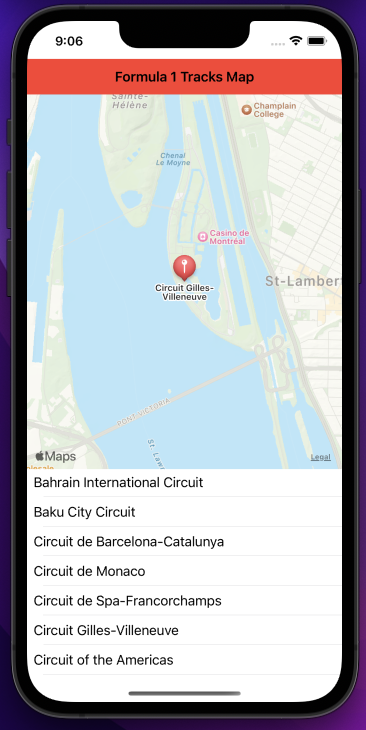 9:06
Formula 1 Tracks Map
Sainte-
Hélène
Champlain
College
Chenal
Le Moyne
Casino de
Montréal
St-Lambert
Circuit Gilles-
Villeneuve
PONT VICTORIA
St. La
Maps
Legal
Bahrain International Circuit
Baku City Circuit
Circuit de Barcelona-Catalunya
Circuit de Monaco
Circuit de Spa-Francorchamps
Circuit Gilles-Villeneuve
Circuit of the Americas